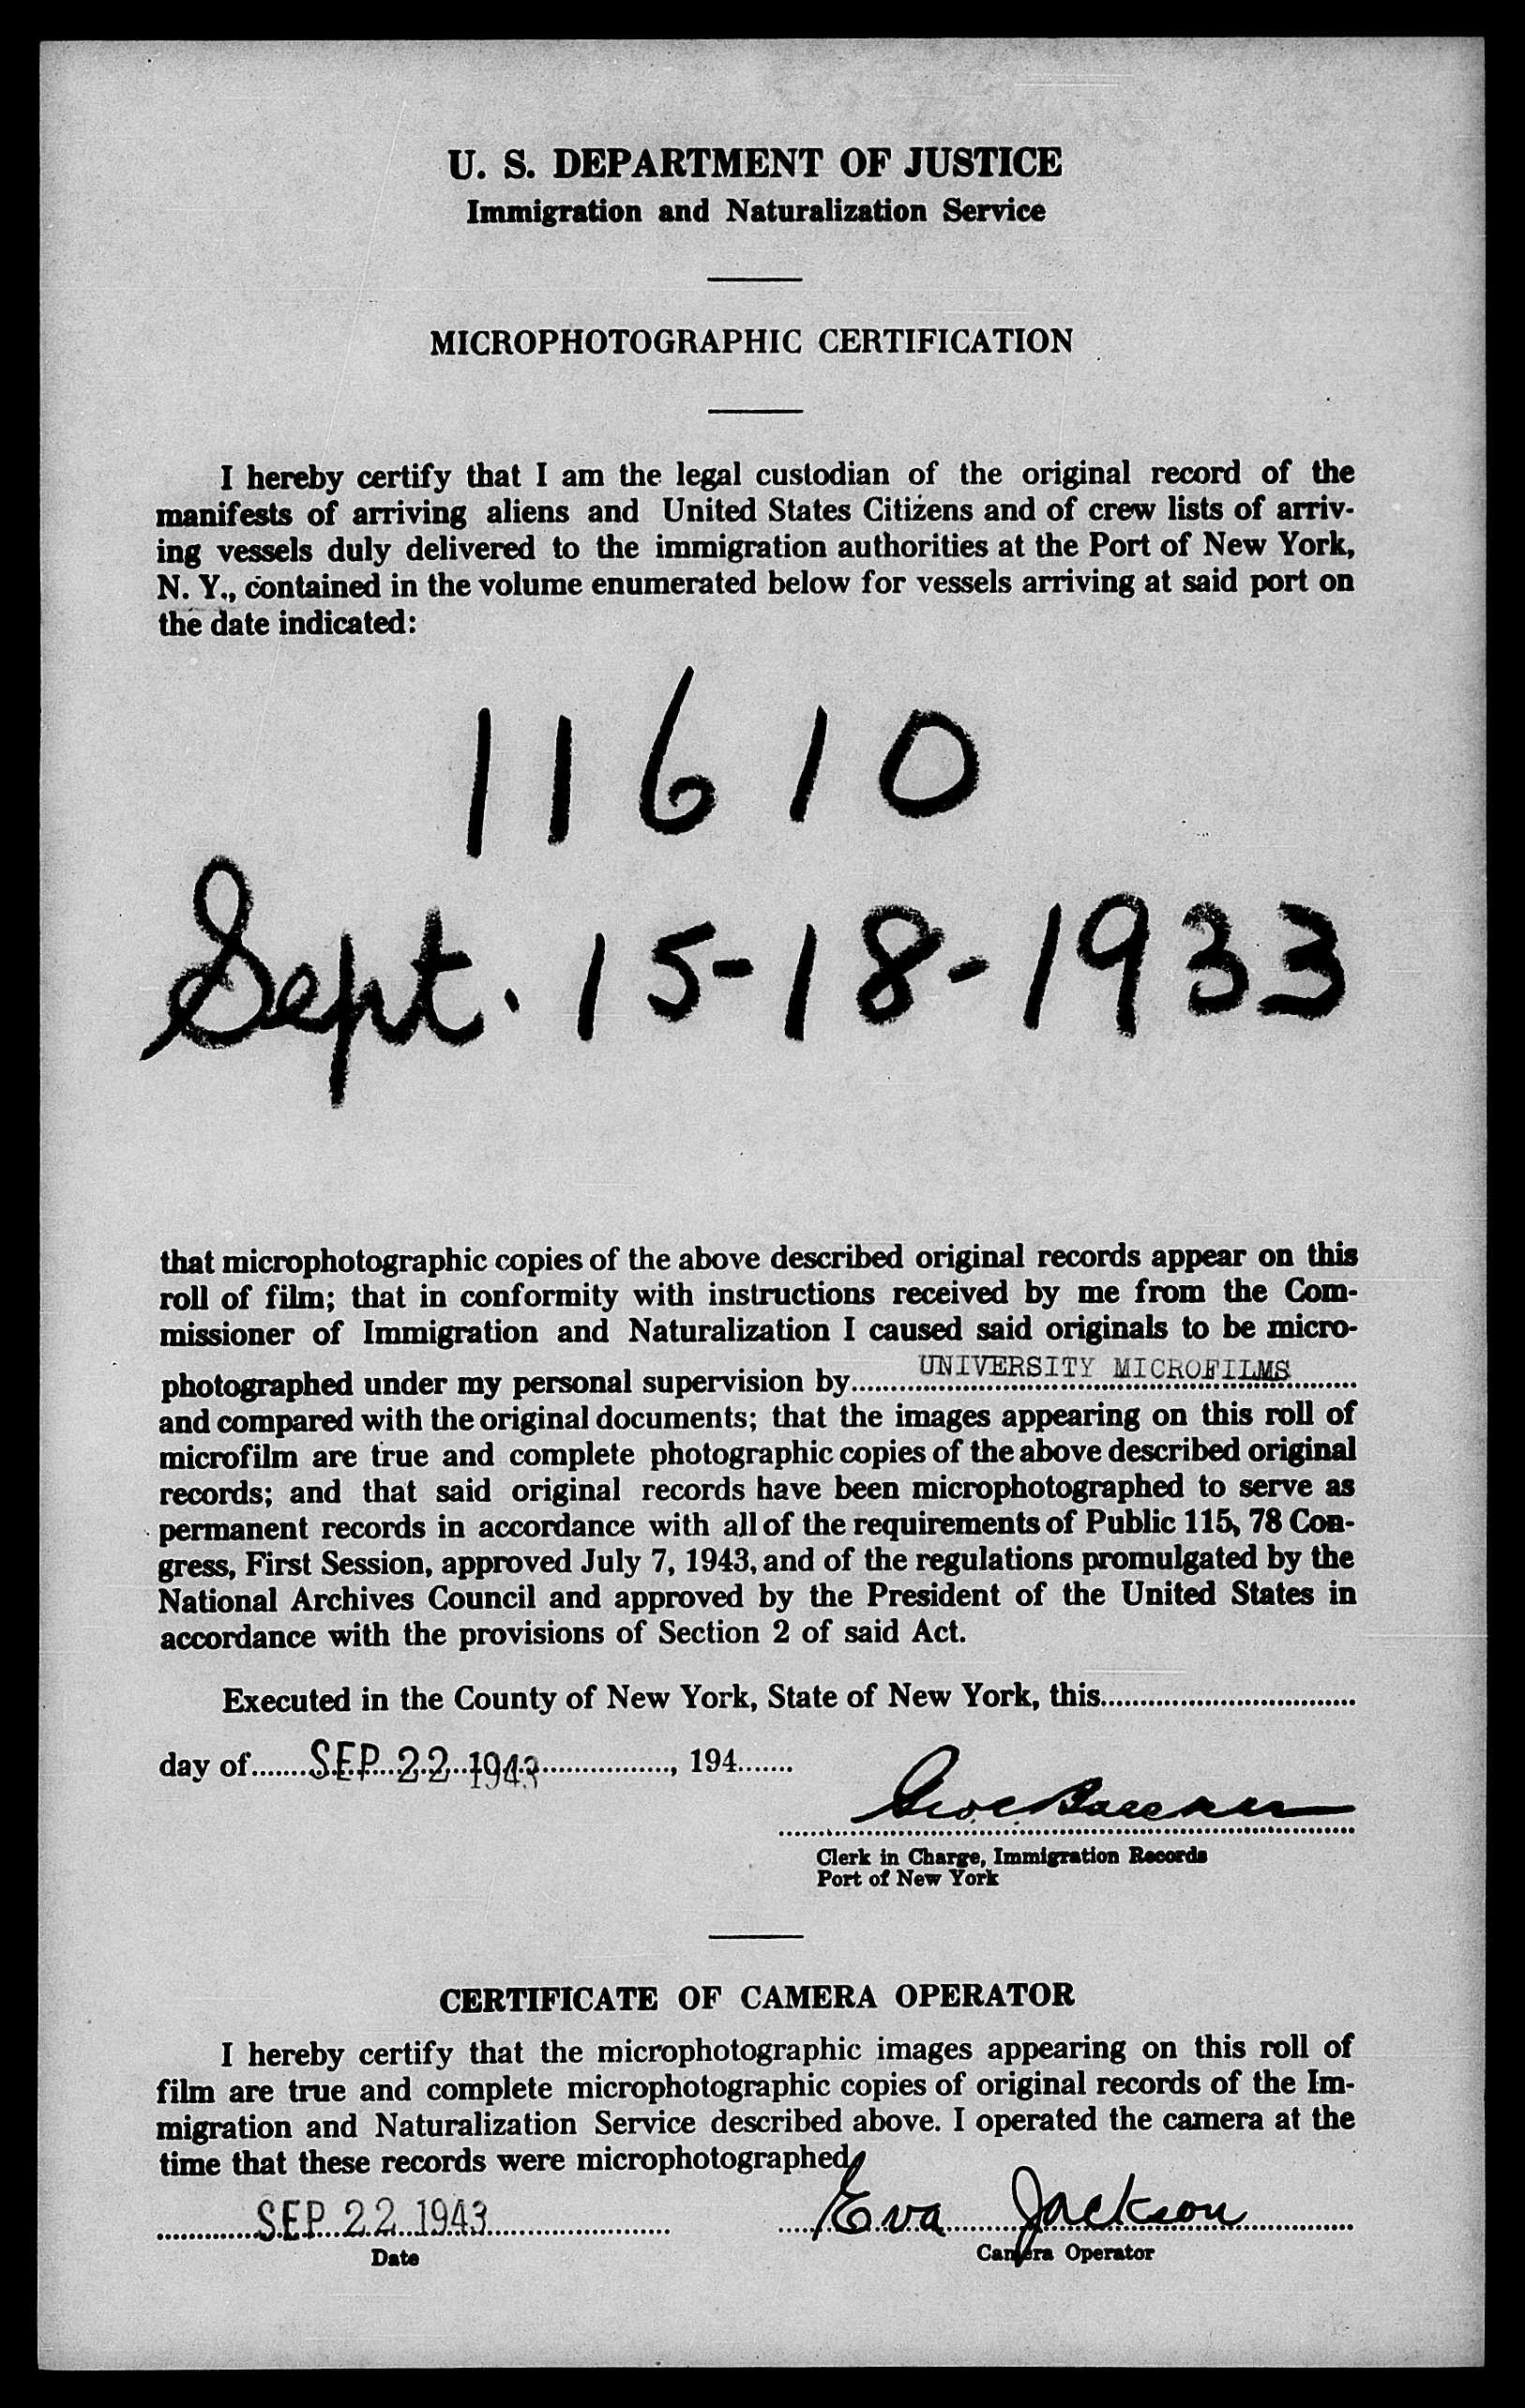 U. S. DEPARTMENT OF JUSTICE
Immigration and Naturalization Service
MICROPHOTOGRAPHIC CERTIFICATION
I hereby certify that I am the legal custodian of the original record of the
manifests of arriving aliens and United States Citizens and of crew lists of arriv-
ing vessels duly delivered to the immigration authorities at the Port of New York,
N. Y., contained in the volume enumerated below for vessels arriving at said port on
the date indicated:
11610
Sept. 15-18-1933
that microphotographic copies of the above described original records appear on this
roll of film; that in conformity with instructions received by me from the Com-
missioner of Immigration and Naturalization I caused said originals to be micro-
photographed under my personal supervision by UNIVERSITY MICROFILMS
and compared with the original documents; that the images appearing on this roll of
microfilm are true and complete photographic copies of the above described original
records; and that said original records have been microphotographed to serve as
permanent records in accordance with all of the requirements of Public 115, 78 Con-
gress, First Session, approved July 7, 1943, and of the regulations promulgated by the
National Archives Council and approved by the President of the United States in
accordance with the provisions of Section 2 of said Act.
Executed in the County of New York, State of New York, this
day of SEP 22 1943, 194
Clerk in Charge, Immigration Records
Port of New York
CERTIFICATE OF CAMERA OPERATOR
I hereby certify that the microphotographic images appearing on this roll of
film are true and complete microphotographic copies of original records of the Im-
migration and Naturalization Service described above. I operated the camera at the
time that these records were microphotographed.
SEP 22 1943 Eva Jackson
Date Camera Operator